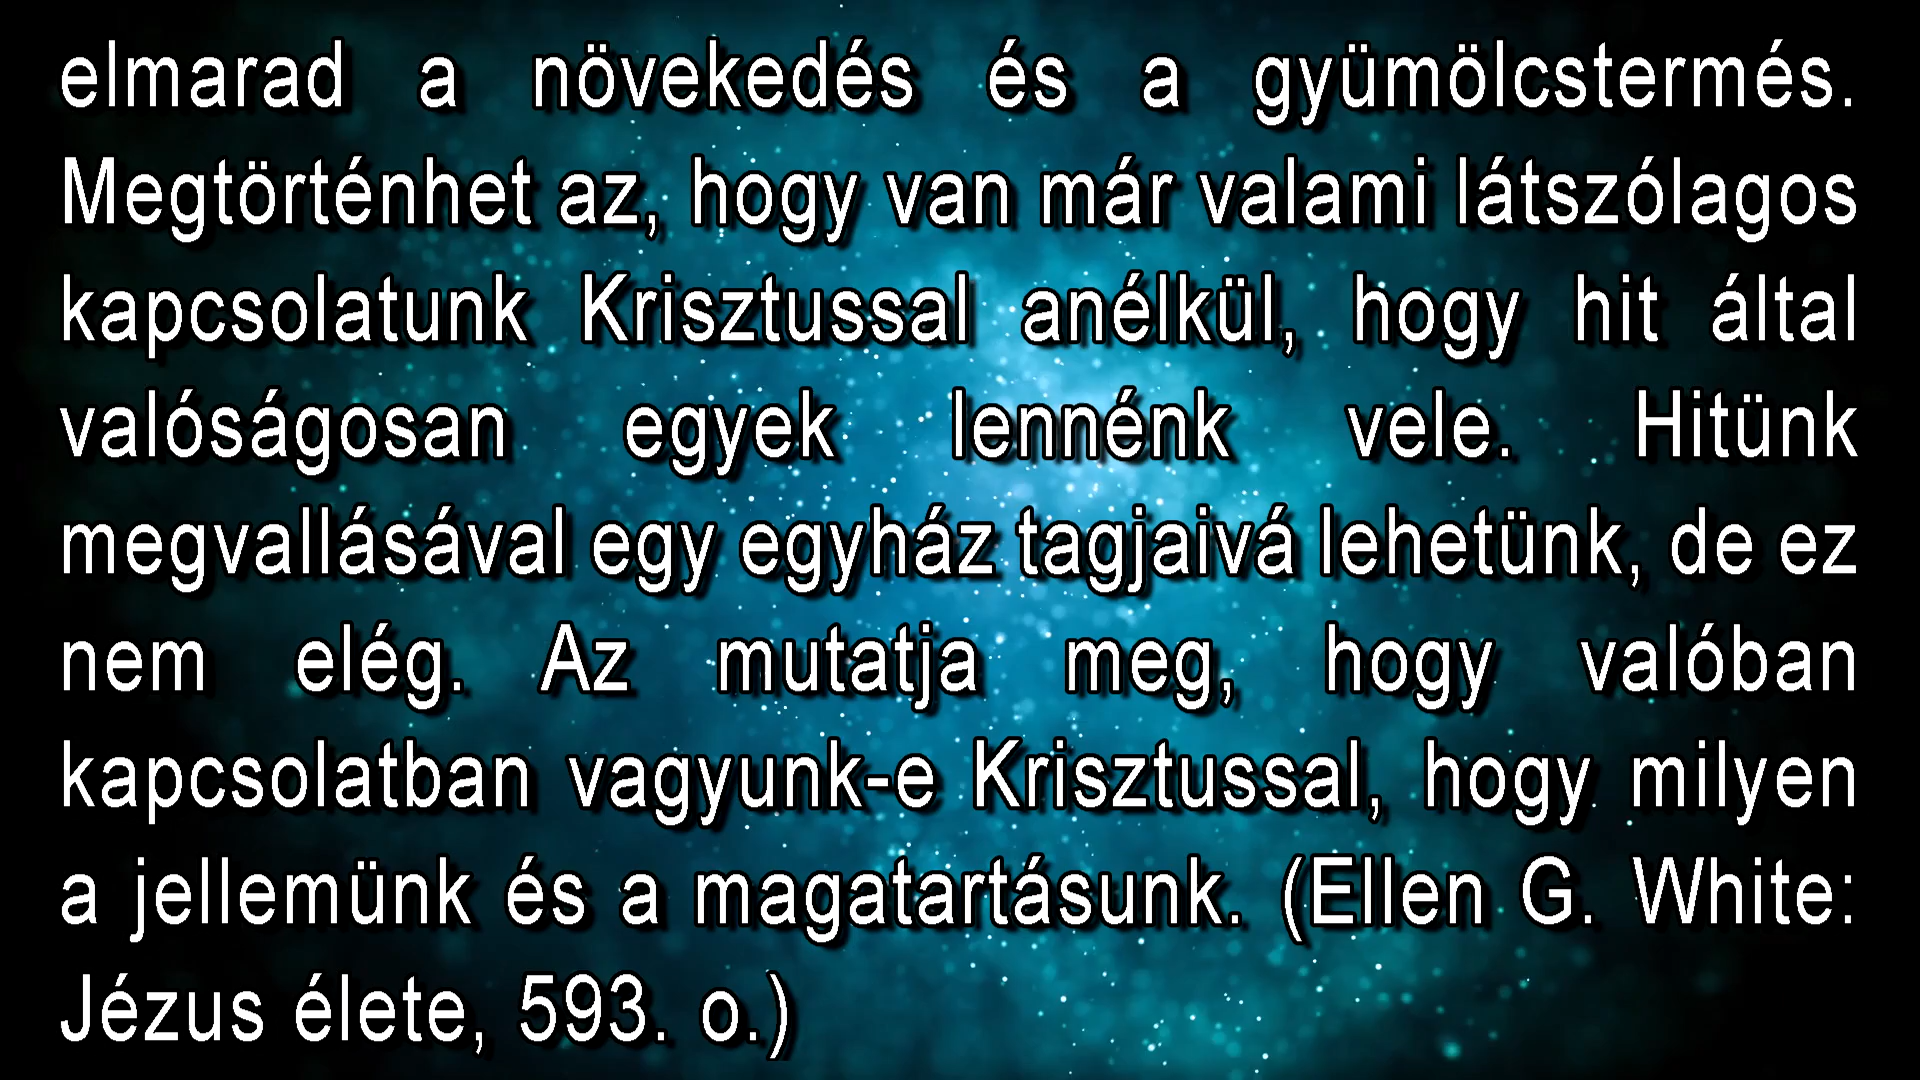 elmarad a növekedés és a gyümölcstermés.
Megtörténhet az, hogy van már valami látszólagos
kapcsolatunk Krisztussal anélkül, hogy hit által
valóságosan egyek lennénk vele. Hitünk
megvallásával egy egyház tagjaivá lehetünk, de ez
nem elég. Az mutatja meg, hogy valóban
kapcsolatban vagyunk-e Krisztussal, hogy milyen
a jellemünk és a magatartásunk. (Ellen G. White:
Jézus élete, 593. o.)